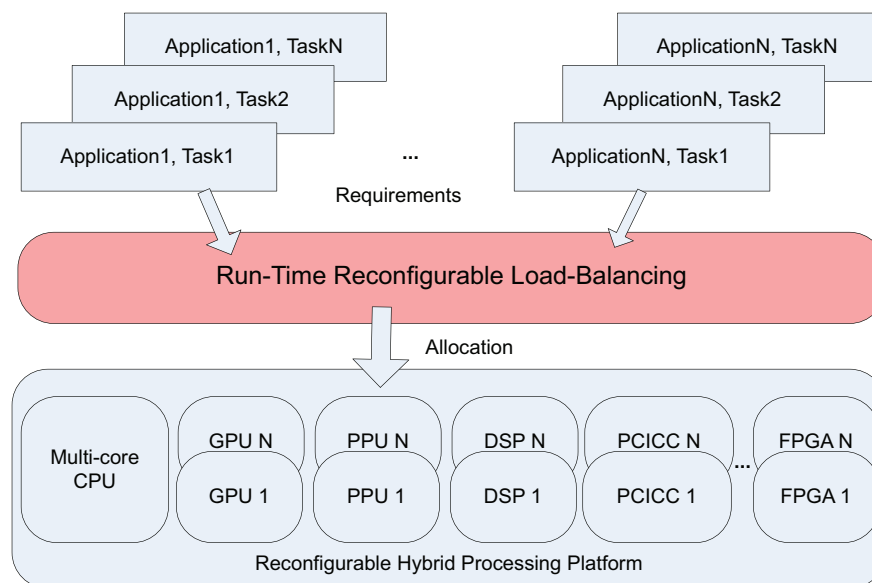 Application1, TaskN
ApplicationN, TaskN
Application1, Task2
ApplicationN, Task2
Application1, Task1
...
ApplicationN, Task1
Requirements
Run-Time Reconfigurable Load-Balancing
Allocation
Multi-core
CPU
GPU N
PPU N
DSP N
PCICC N
FPGA N
...
GPU 1
PPU 1
DSP 1
PCICC 1
FPGA 1
Reconfigurable Hybrid Processing Platform